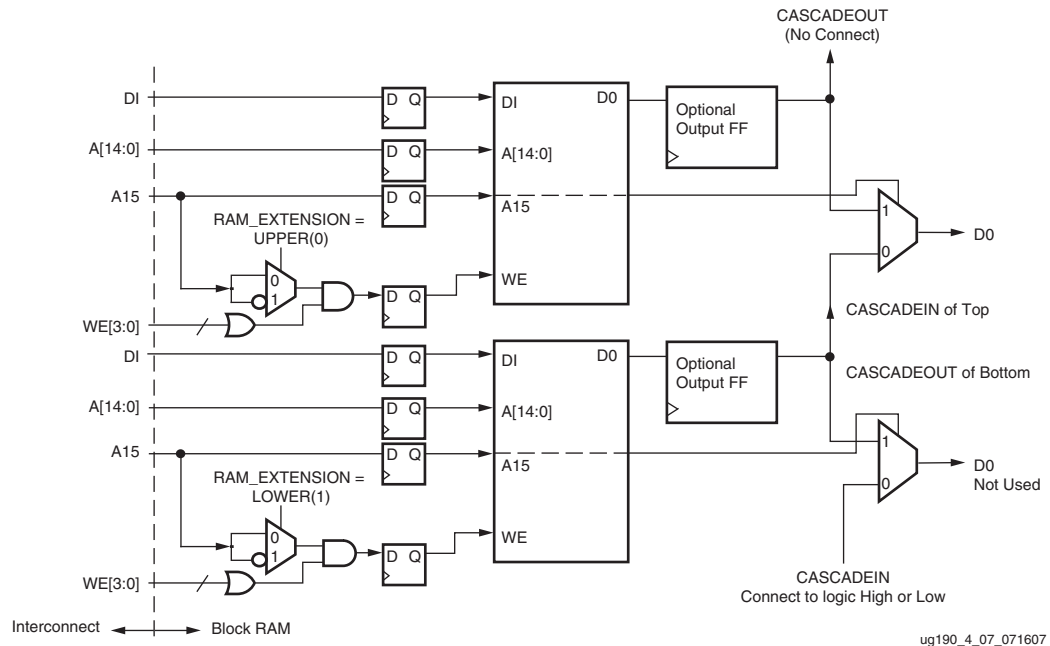 CASCADEOUT
(No Connect)
DI
D Q
DI
D0
Optional
Output FF
A[14:0]
D Q
A[14:0]
A15
D Q
A15
RAM_EXTENSION =
UPPER(0)
1
D0
0
0
1
D Q
WE
WE[3:0]
CASCADEIN of Top
DI
D Q
DI
D0
Optional
Output FF
CASCADEOUT of Bottom
A[14:0]
D Q
A[14:0]
A15
D Q
A15
1
D0
Not Used
0
RAM_EXTENSION =
LOWER(1)
0
1
D Q
WE
WE[3:0]
CASCADEIN
Connect to logic High or Low
Interconnect
Block RAM
ug190_4_07_071607